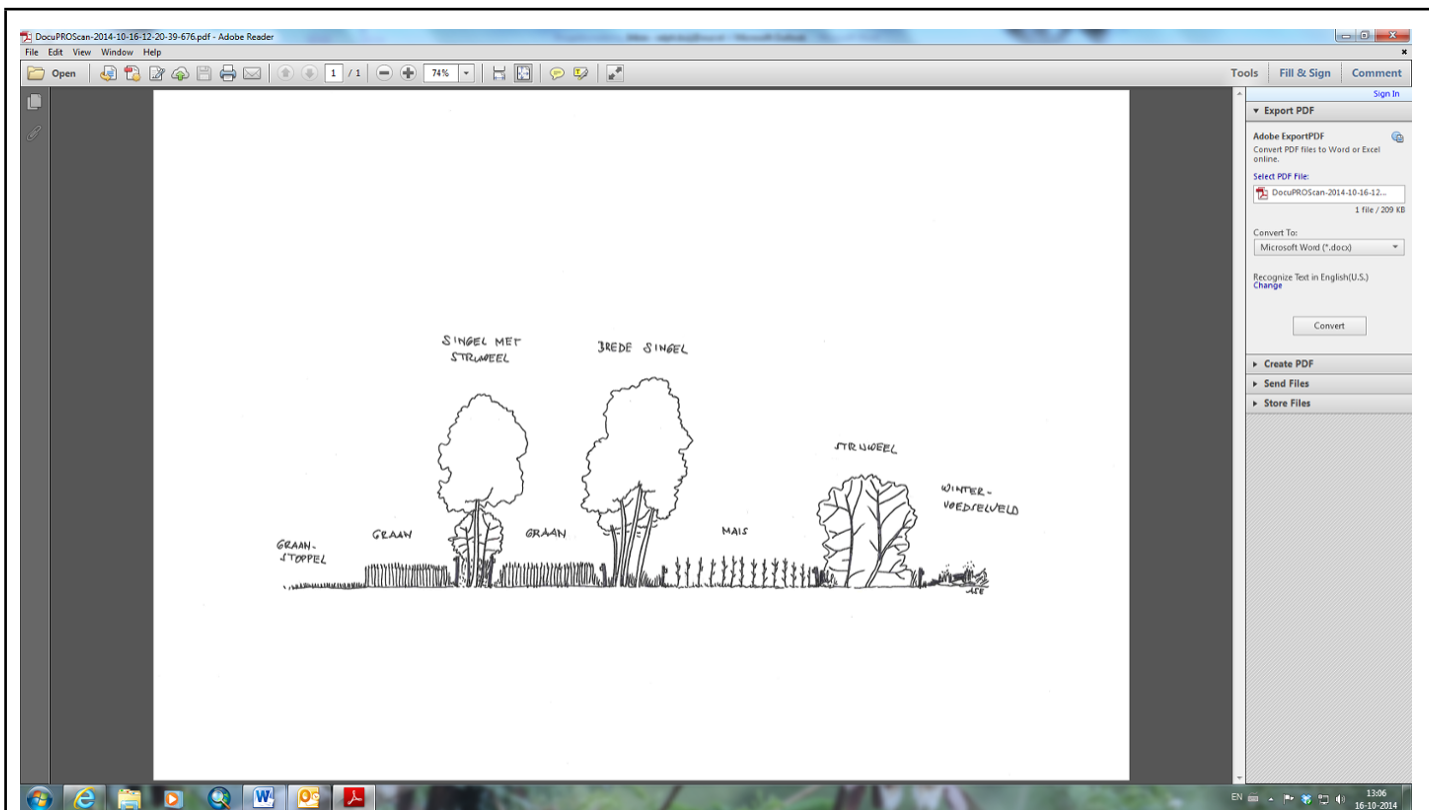 DocuPROScan-2014-10-16-12-20-39-676.pdf - Adobe Reader
File Edit View Window Help
Open 1 / 1 74% Tools Fill & Sign Comment
Sign In
Export PDF
Adobe ExportPDF
Convert PDF files to Word or Excel
online.
Select PDF File:
DocuPROScan-2014-10-16-12...
1 file / 209 KB
Convert To:
Microsoft Word (*.docx)
Recognize Text in English(U.S.)
Change
Convert
Create PDF
Send Files
Store Files
SINGEL MET
STRUWEEL
BREDE SINGEL
STRUWEEL
WINTER-
VOEDSELVELD
GRAAN-
STOPPEL
GRAAN
GRAAN
MAIS
EN
13:06
16-10-2014